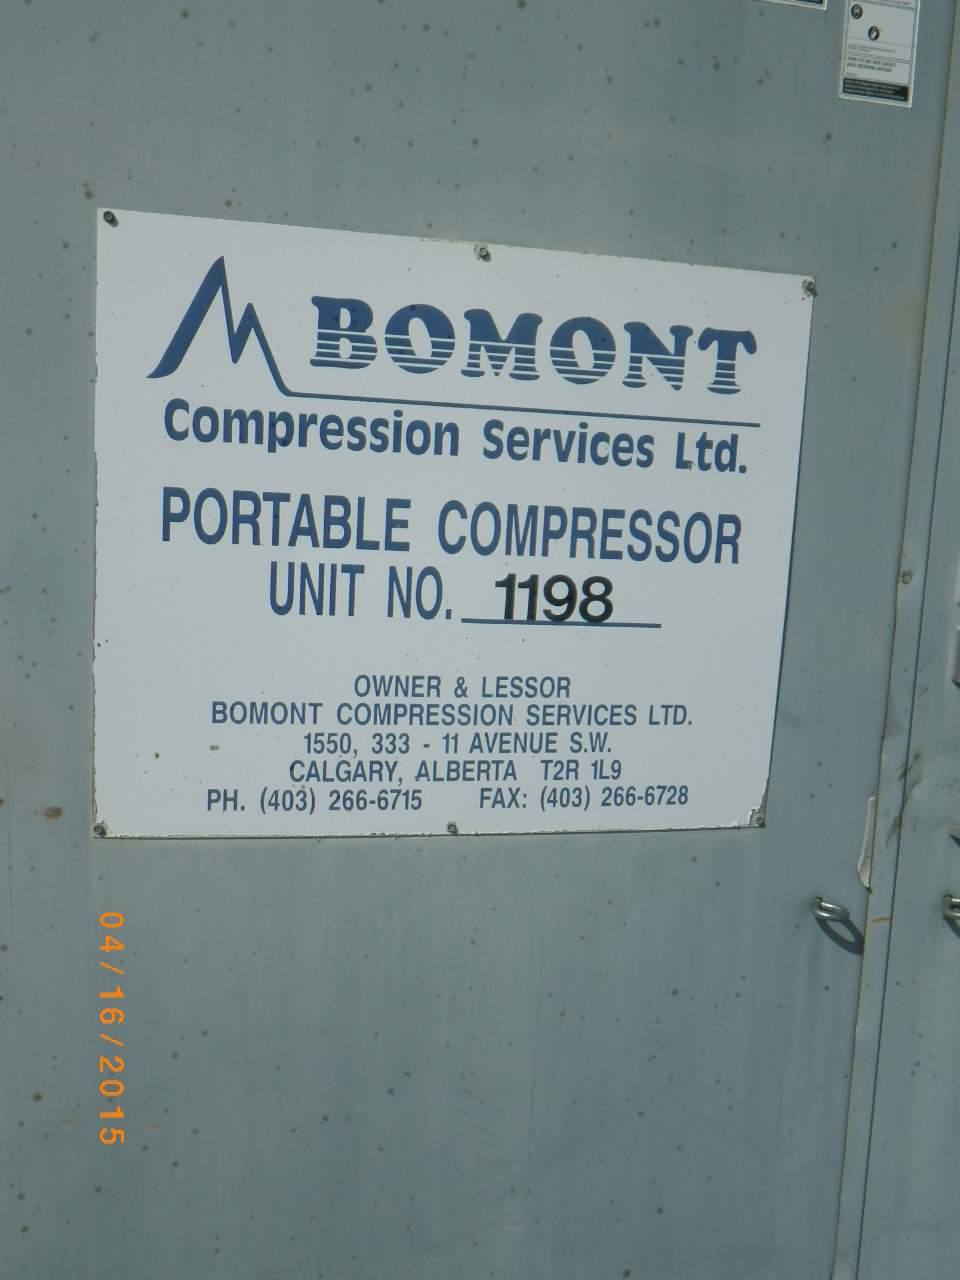 BOMONT
Compression Services Ltd.
PORTABLE COMPRESSOR
UNIT NO. 1198
OWNER & LESSOR
BOMONT COMPRESSION SERVICES LTD.
1550, 333 - 11 AVENUE S.W.
CALGARY, ALBERTA T2R 1L9
PH. (403) 266-6715 FAX: (403) 266-6728
04/16/2015